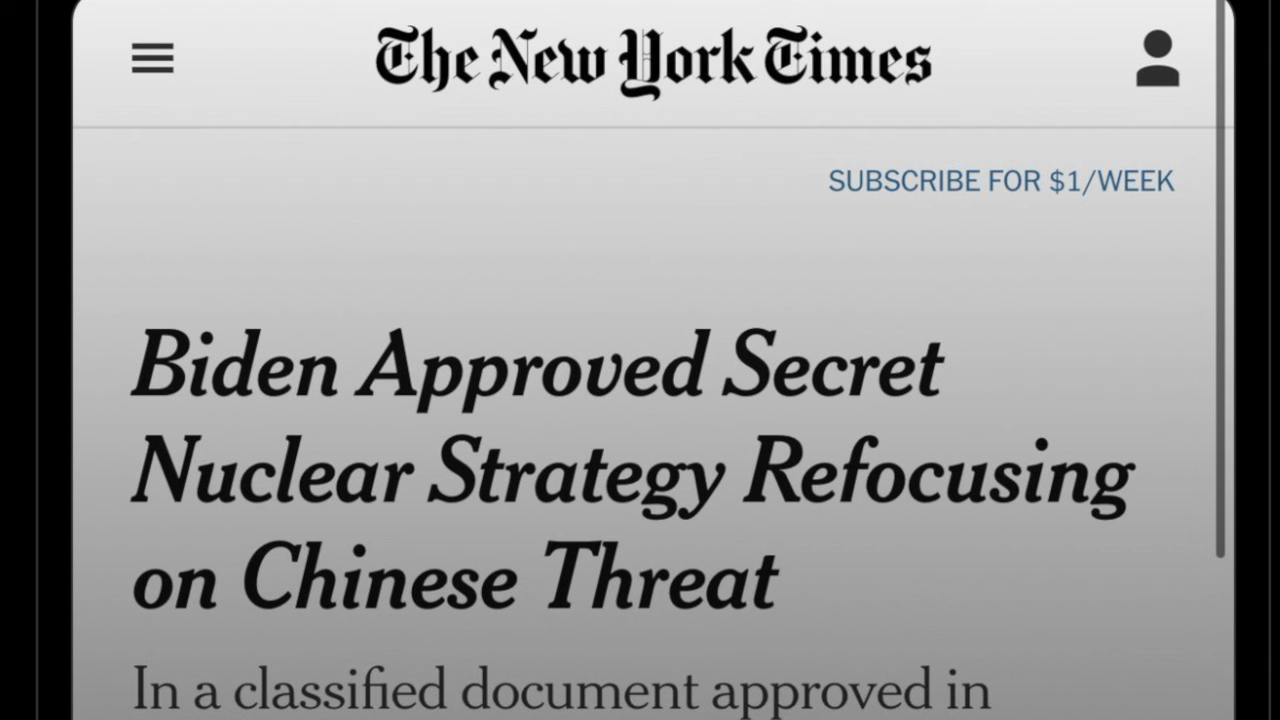 The New York Times
SUBSCRIBE FOR $1/WEEK
Biden Approved Secret
Nuclear Strategy Refocusing
on Chinese Threat
In a classified document approved in